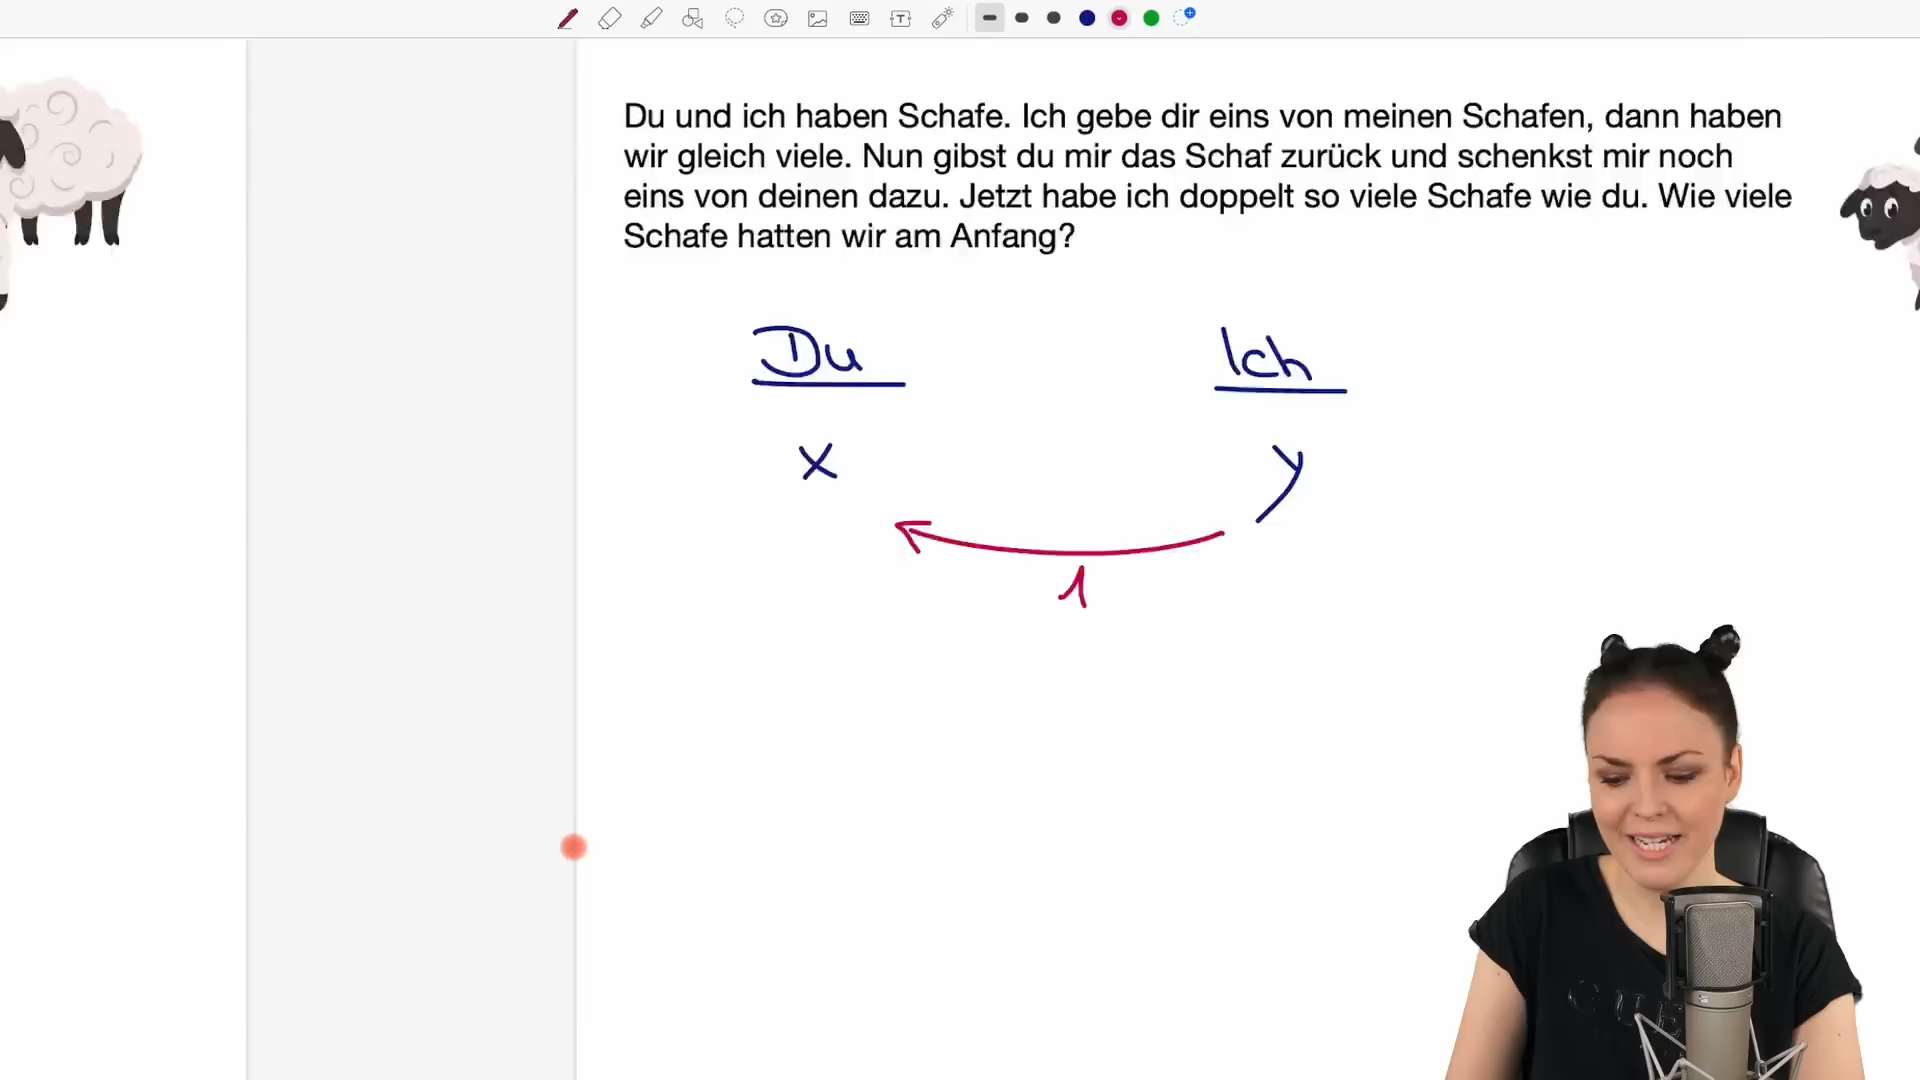 Du und ich haben Schafe. Ich gebe dir eins von meinen Schafen, dann haben
wir gleich viele. Nun gibst du mir das Schaf zurück und schenkst mir noch
eins von deinen dazu. Jetzt habe ich doppelt so viele Schafe wie du. Wie viele
Schafe hatten wir am Anfang?
Du Ich
x y
1